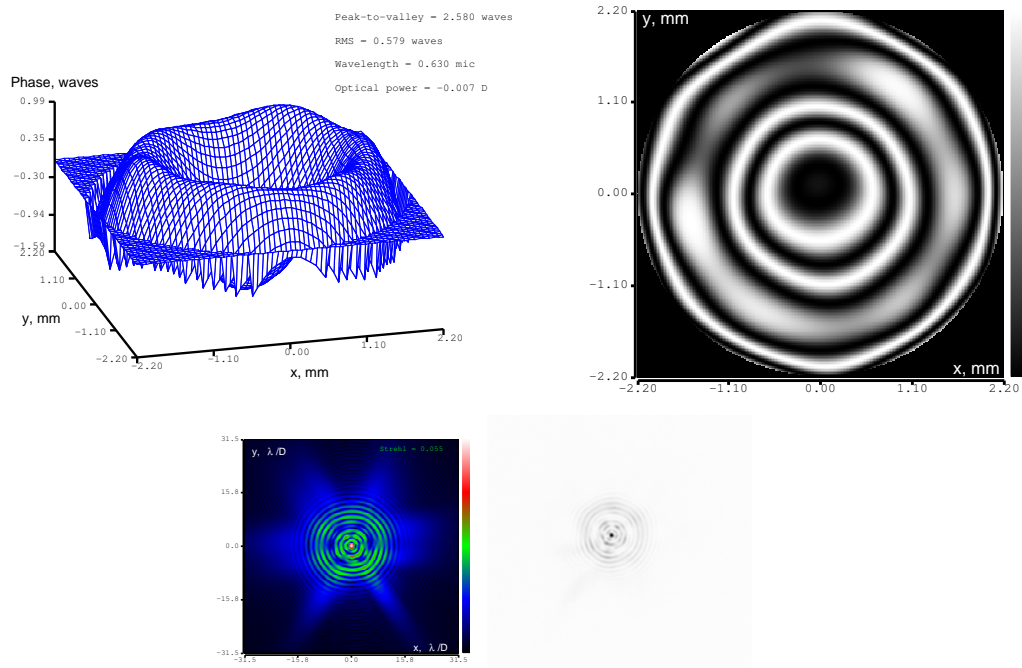 Peak-to-valley = 2.580 waves
RMS = 0.579 waves
Wavelength = 0.630 mic
Optical power = -0.007 D
Phase, waves
0.99
0.35
-0.30
-0.94
-1.59
2.20
1.10
0.00
-1.10
-2.20
y, mm
-2.20
-1.10
0.00
1.10
2.20
x, mm
2.20
y, mm
1.10
0.00
-1.10
-2.20
x, mm
-2.20
-1.10
0.00
1.10
2.20
31.5
y, λ/D
Strehl = 0.055
15.8
0.0
-15.8
-31.5
x, λ/D
-31.5
-15.8
0.0
15.8
31.5